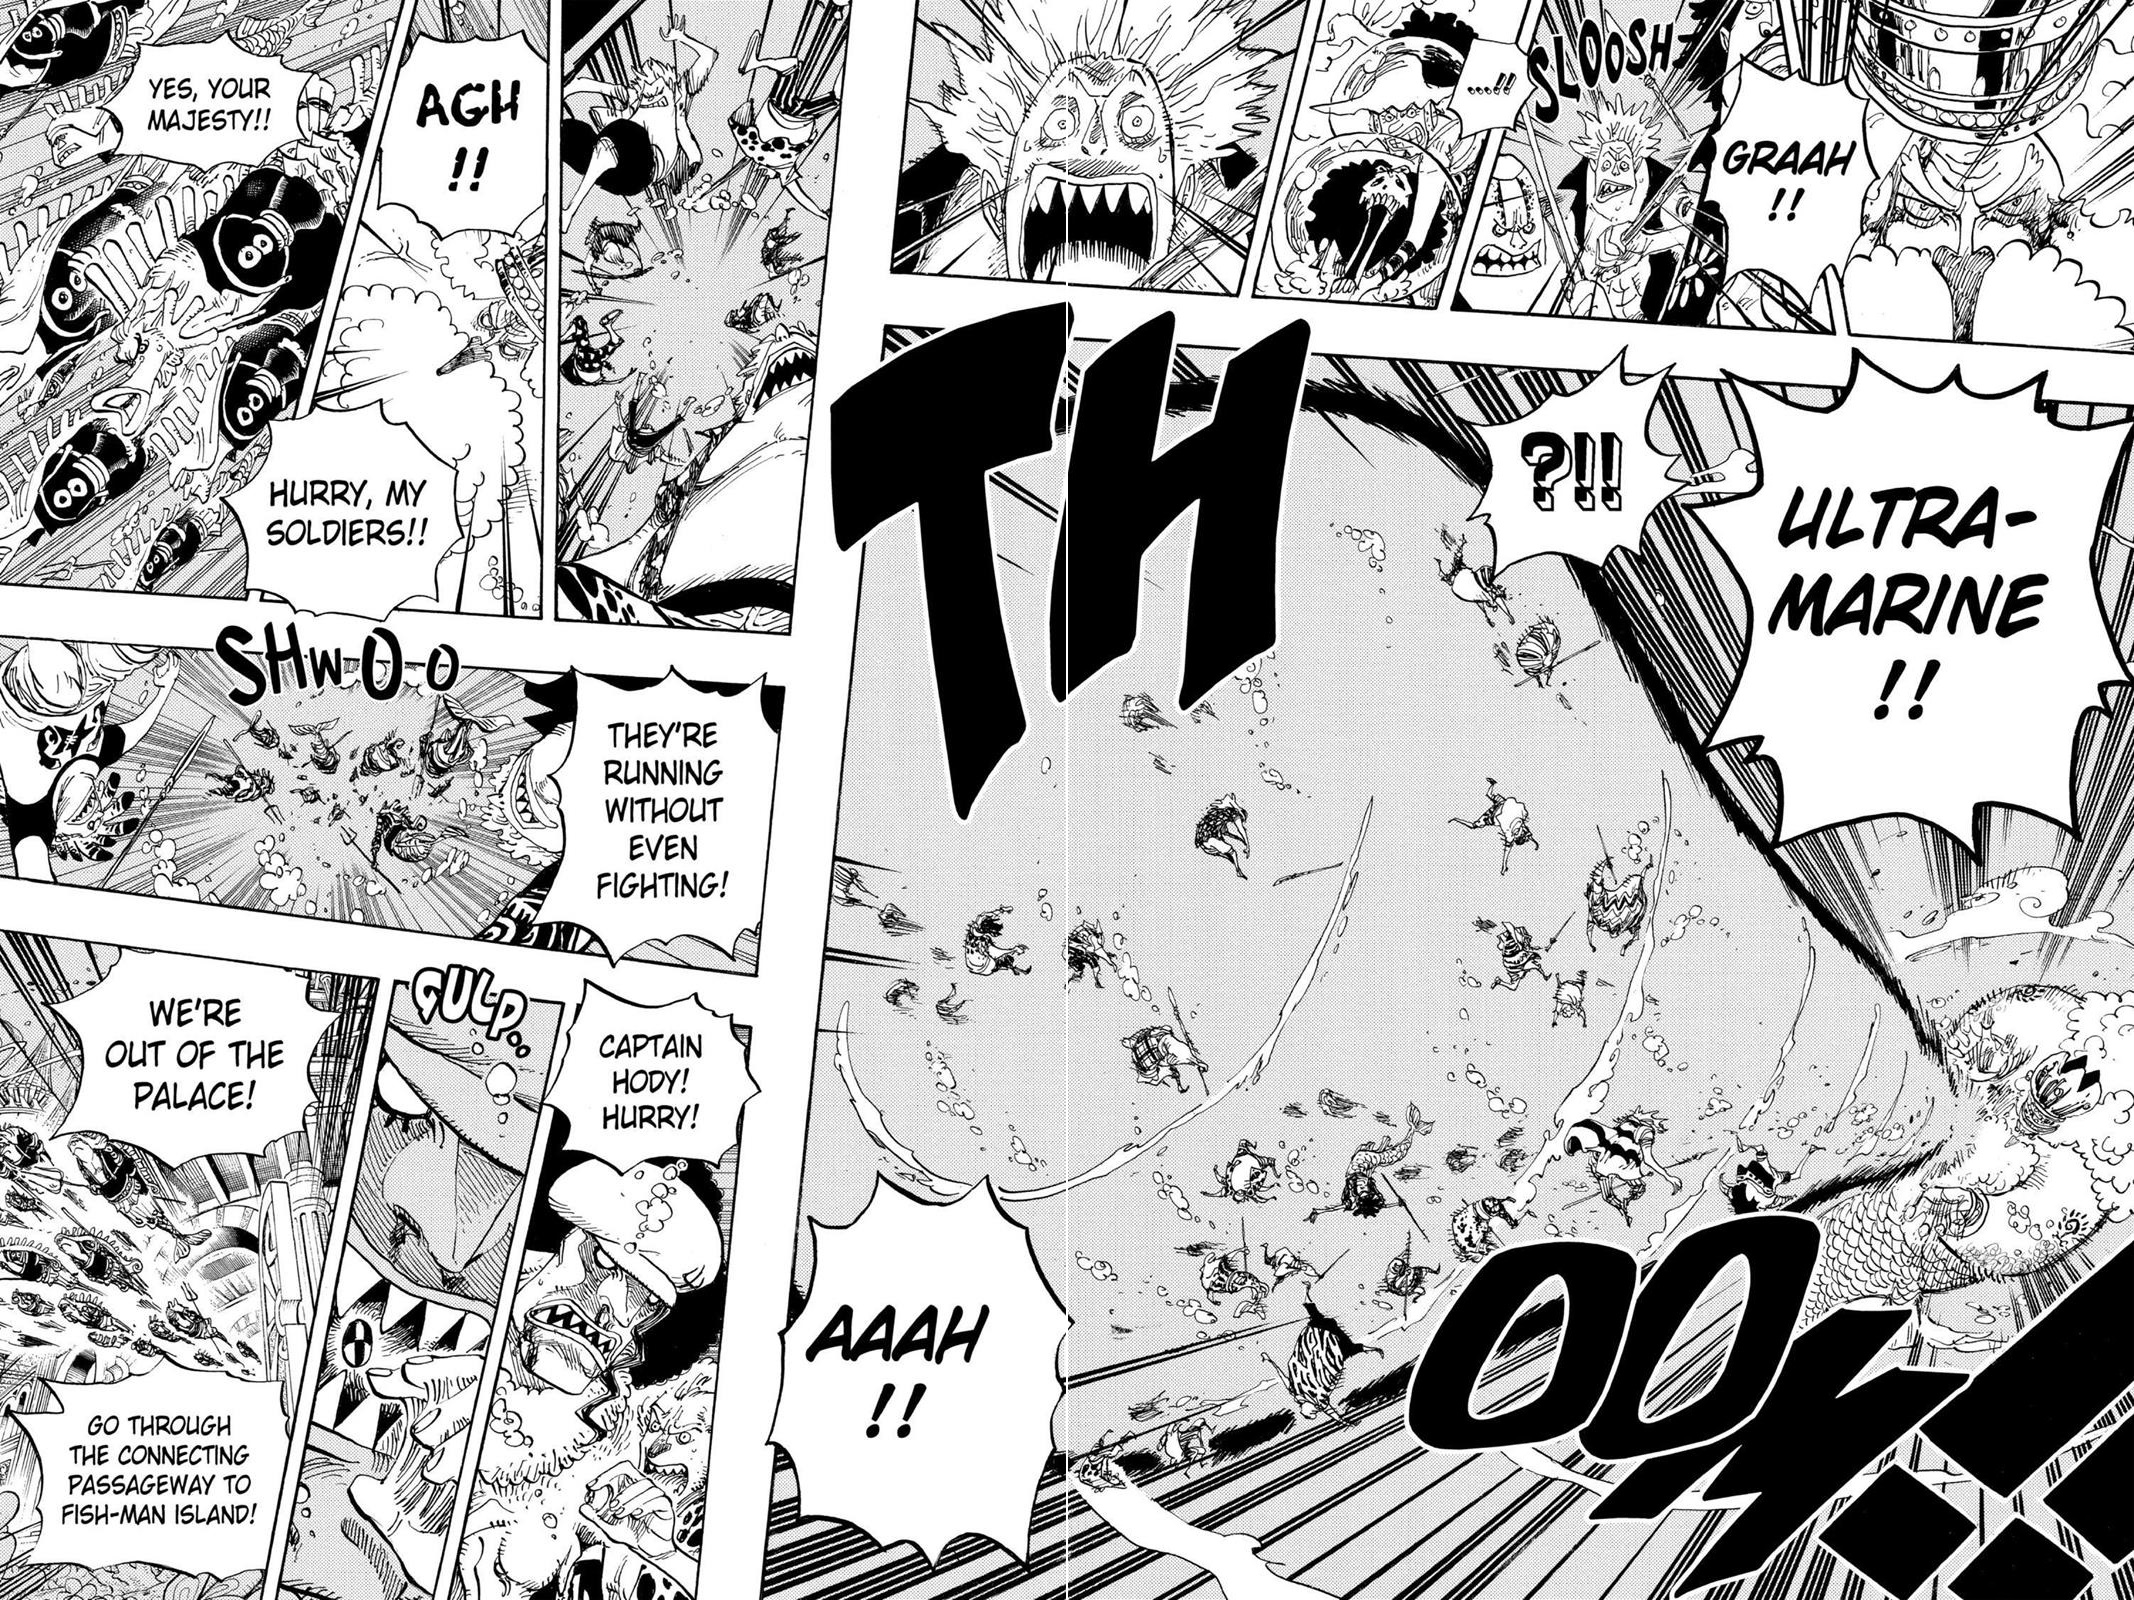 GRAAH
!!
SLOOSH
...!!
ULTRA-
MARINE
!!
?!!
THOOM!!
AAAH
!!
AGH
!!
HURRY, MY
SOLDIERS!!
YES, YOUR
MAJESTY!!
THEY'RE
RUNNING
WITHOUT
EVEN
FIGHTING!
SHWOO
CAPTAIN
HODY!
HURRY!
GULP..
WE'RE
OUT OF THE
PALACE!
GO THROUGH
THE CONNECTING
PASSAGEWAY TO
FISH-MAN ISLAND!